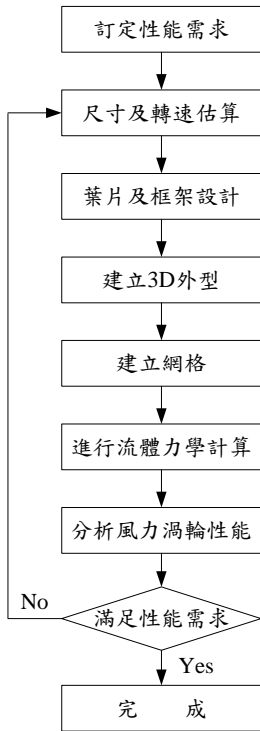 訂定性能需求
尺寸及轉速估算
葉片及框架設計
建立3D外型
建立網格
進行流體力學計算
分析風力渦輪性能
No
滿足性能需求
Yes
完　　成